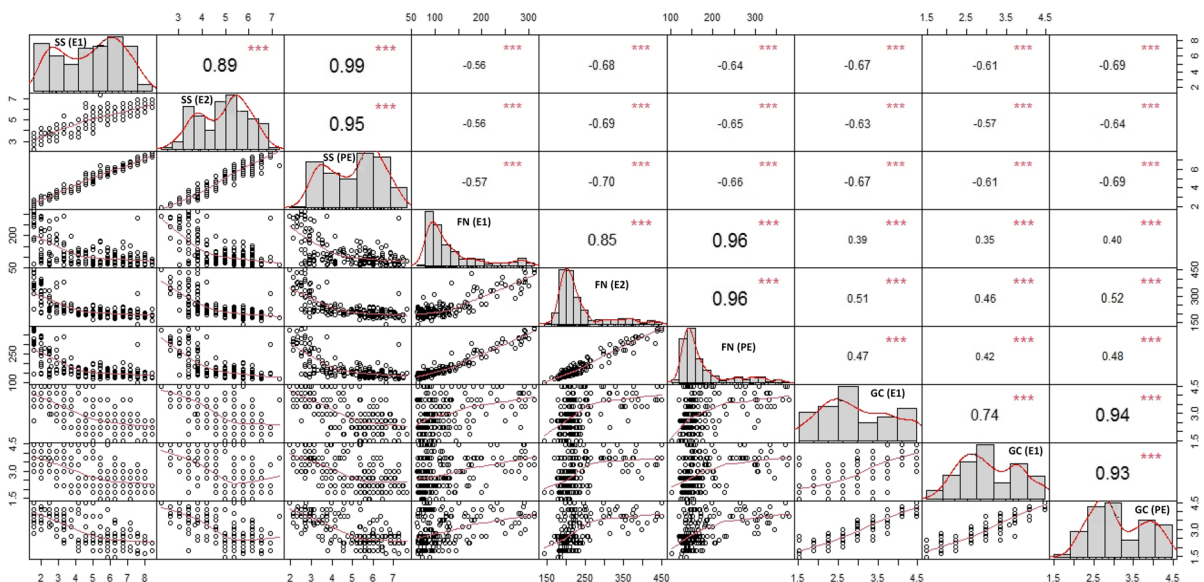 3 4 5 6 7 50 100 200 300 100 200 300 1.5 2.5 3.5 4.5
SS (E1) 0.89 *** 0.99 *** -0.56 *** -0.68 *** -0.64 *** -0.67 *** -0.61 *** -0.69 *** 2 4 6 8
3 5 7 SS (E2) 0.95 *** -0.56 *** -0.69 *** -0.65 *** -0.63 *** -0.57 *** -0.64 ***
SS (PE) -0.57 *** -0.70 *** -0.66 *** -0.67 *** -0.61 *** -0.69 *** 2 4 6
50 200 FN (E1) 0.85 *** 0.96 *** 0.39 *** 0.35 *** 0.40 ***
FN (E2) 0.96 *** 0.51 *** 0.46 *** 0.52 *** 150 300 450
100 250 FN (PE) 0.47 *** 0.42 *** 0.48 ***
GC (E1) 0.74 *** 0.94 *** 1.5 3.0 4.5
1.5 3.0 4.5 GC (E1) 0.93 ***
GC (PE) 1.5 3.0 4.5
2 3 4 5 6 7 8 2 3 4 5 6 7 150 250 350 450 1.5 2.5 3.5 4.5 1.5 2.5 3.5 4.5